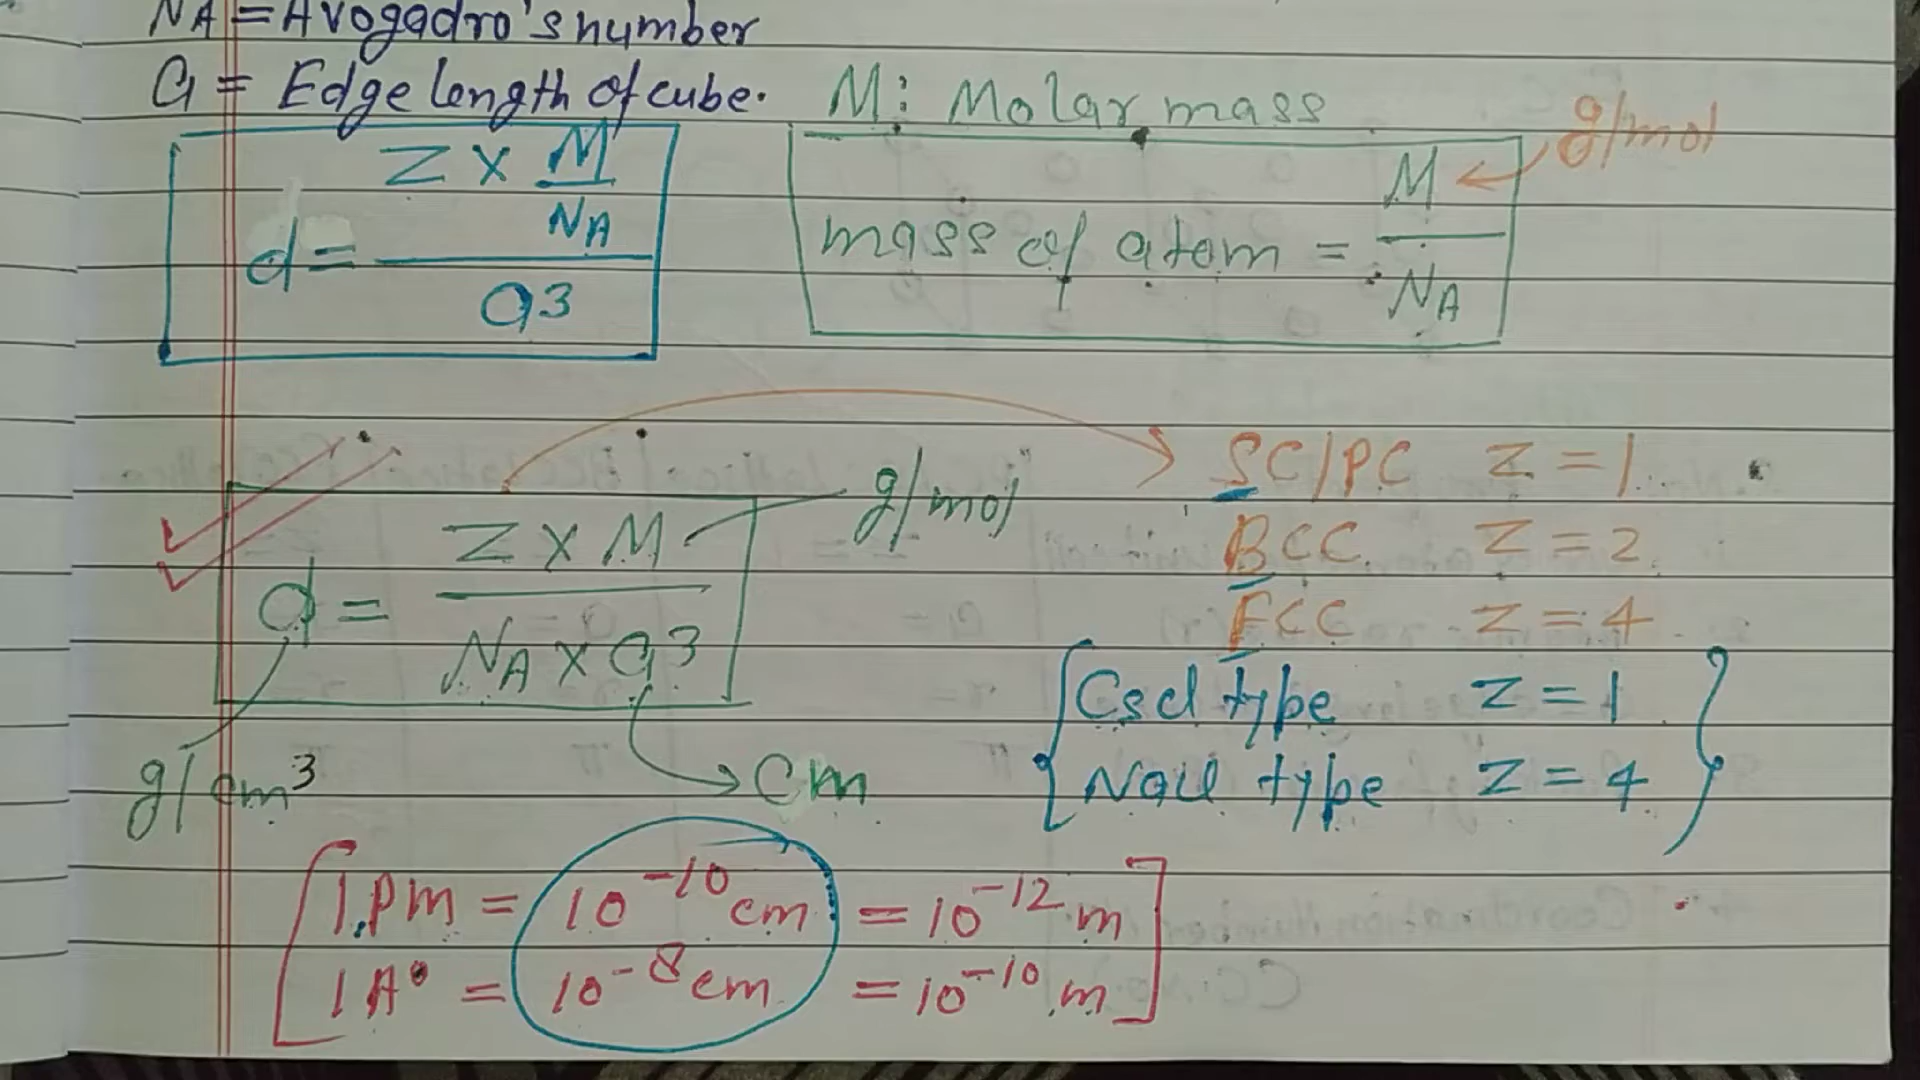 NA = Avogadro's number
a = Edge length of cube.
M: Molar mass
d = Z × M/NA / a³
mass of atom = M/NA
g/mol
SC/PC Z = 1
g/mol
d = Z × M / NA × a³
BCC Z = 2
FCC Z = 4
Cscl type Z = 1
g/cm³
cm
Nacl type Z = 4
1 Pm = 10⁻¹⁰ cm = 10⁻¹² m
1 A° = 10⁻⁸ cm = 10⁻¹⁰ m